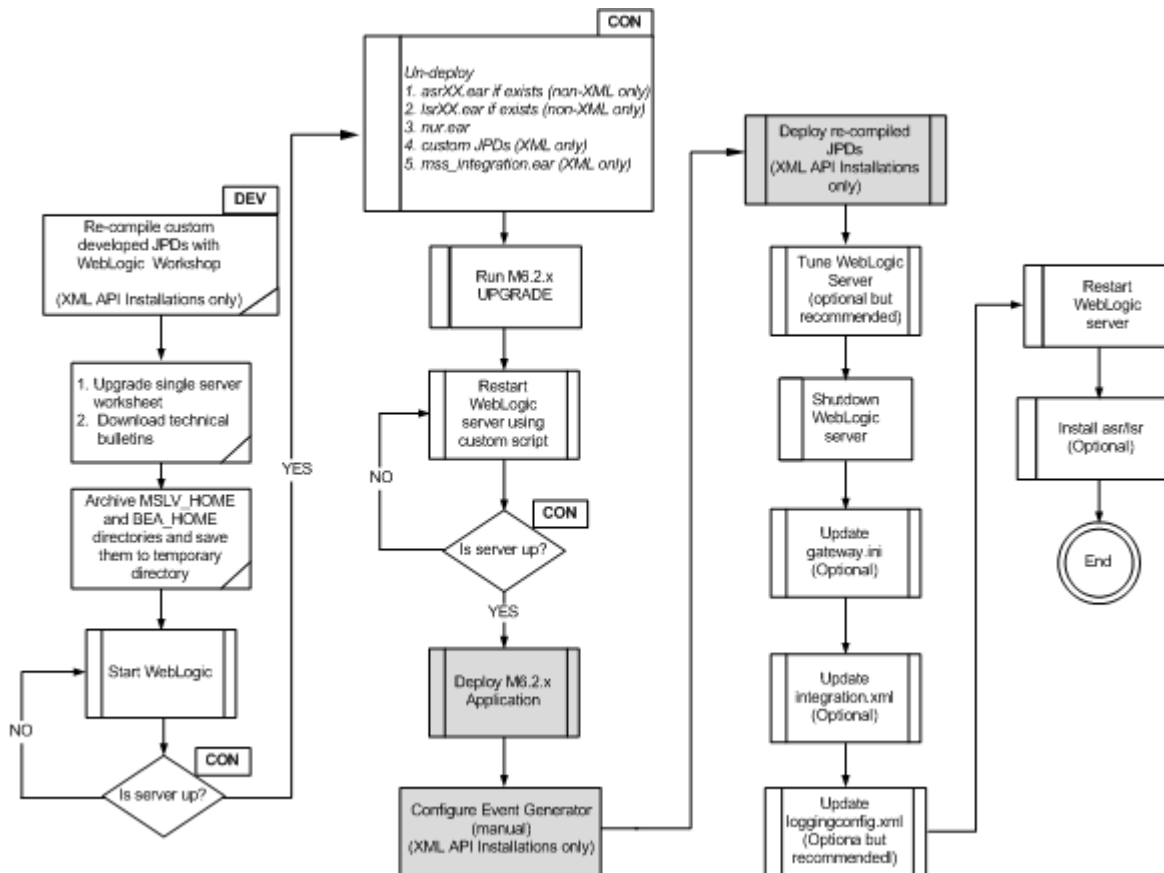 DEV
Re-compile custom
developed JPDs with
WebLogic Workshop
(XML API Installations only)
1. Upgrade single server
worksheet
2. Download technical
bulletins
Archive MSLV_HOME
and BEA_HOME
directories and save
them to temporary
directory
Start WebLogic
NO
CON
Is server up?
YES
CON
Un-deploy
1. asrXX.ear if exists (non-XML only)
2. lsrXX.ear if exists (non-XML only)
3. nur.ear
4. custom JPDs (XML only)
5. mss_integration.ear (XML only)
Run M6.2.x
UPGRADE
Restart
WebLogic
server using
custom script
NO
CON
Is server up?
YES
Deploy M6.2.x
Application
Configure Event Generator
(manual)
(XML API Installations only)
Deploy re-compiled
JPDs
(XML API Installations
only)
Tune WebLogic
Server
(optional but
recommended)
Shutdown
WebLogic
server
Update
gateway.ini
(Optional)
Update
integration.xml
(Optional)
Update
loggingconfig.xml
(Optiona but
recommendedl)
Restart
WebLogic
server
Install asr/lsr
(Optional)
End